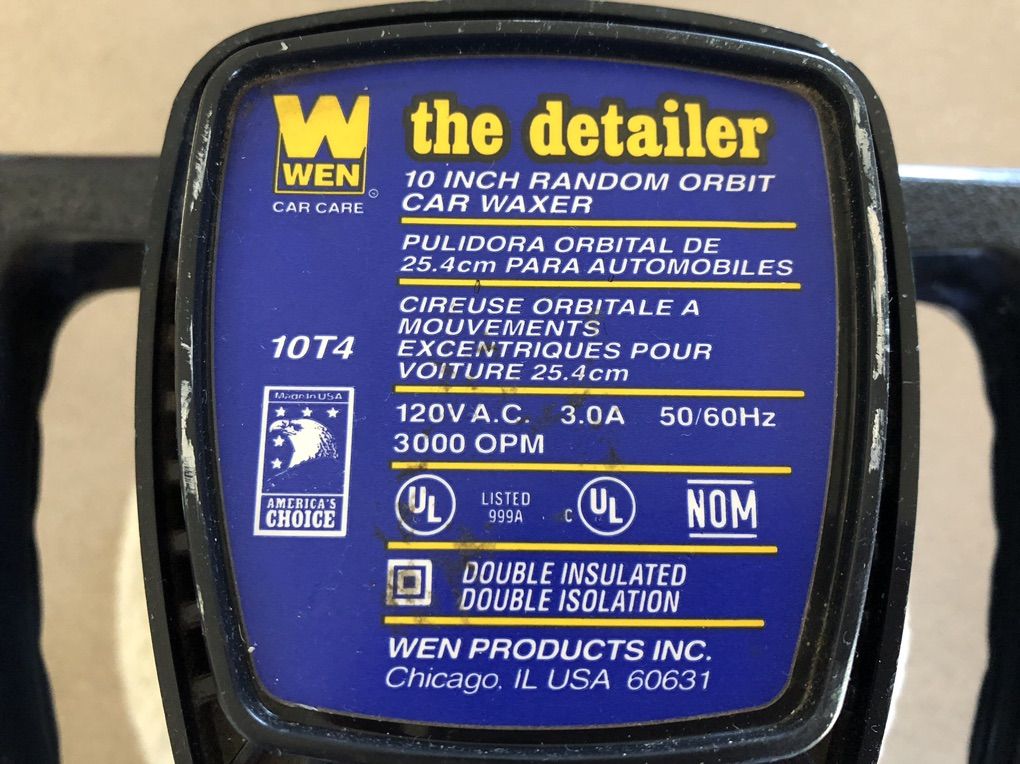 W
WEN
CAR CARE
the detailer
10 INCH RANDOM ORBIT
CAR WAXER
PULIDORA ORBITAL DE
25.4cm PARA AUTOMOBILES
CIREUSE ORBITALE A
MOUVEMENTS
EXCENTRIQUES POUR
VOITURE 25.4cm
10T4
Made In USA
AMERICA'S
CHOICE
120V A.C. 3.0A 50/60Hz
3000 OPM
UL LISTED
999A C UL NOM
DOUBLE INSULATED
DOUBLE ISOLATION
WEN PRODUCTS INC.
Chicago, IL USA 60631